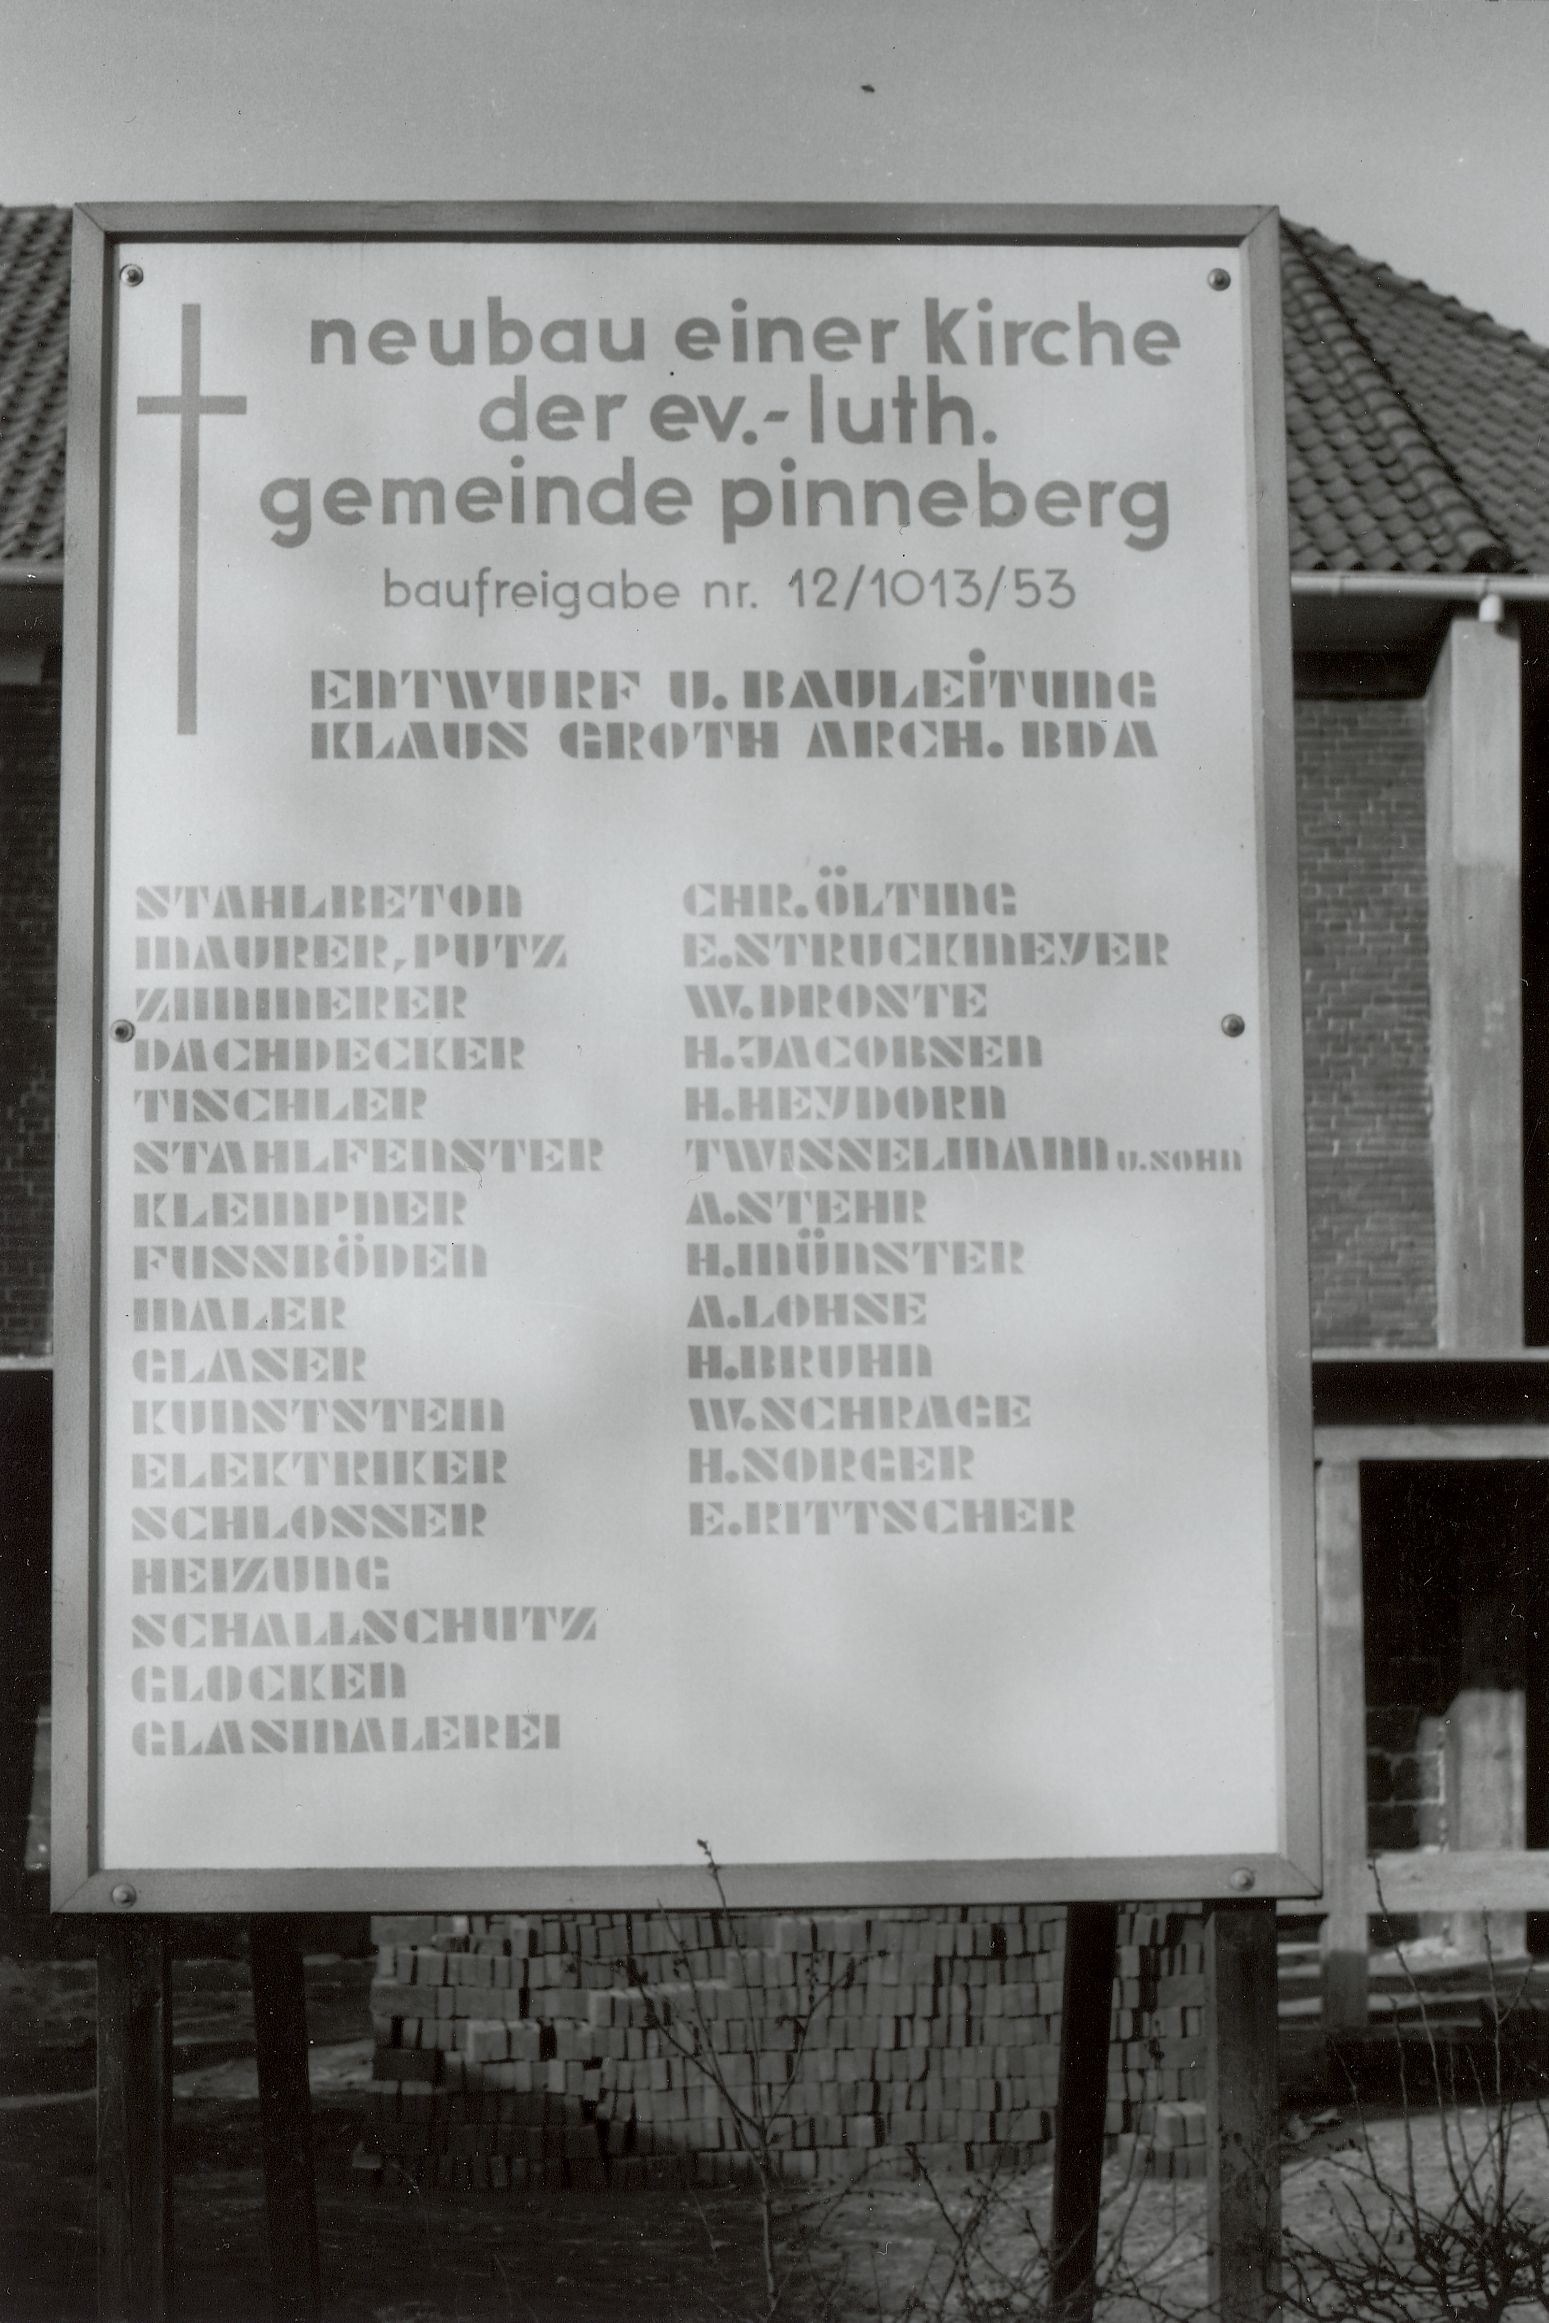 neubau einer Kirche
der ev.-luth.
gemeinde pinneberg
baufreigabe nr. 12/1013/53
ENTWURF U. BAULEiTUNG
KLAUS GROTH ARCH. BDA
STAHLBETON CHR. ÖLTING
MAURER, PUTZ E. STRUCKMEYER
ZIMMERER W. DROSTE
DACHDECKER H. JACOBSEN
TISCHLER H. HEYDORN
STAHLFENSTER TWISSELMANN U. SOHN
KLEMPNER A. STEHR
FUSSBÖDEN H. MÜNSTER
MALER A. LOHSE
GLASER H. BRUHN
KUNSTSTEIN W. SCHRAGE
ELEKTRIKER H. SORGER
SCHLOSSER E. RITTSCHER
HEIZUNG
SCHALLSCHUTZ
GLOCKEN
GLASMALEREI